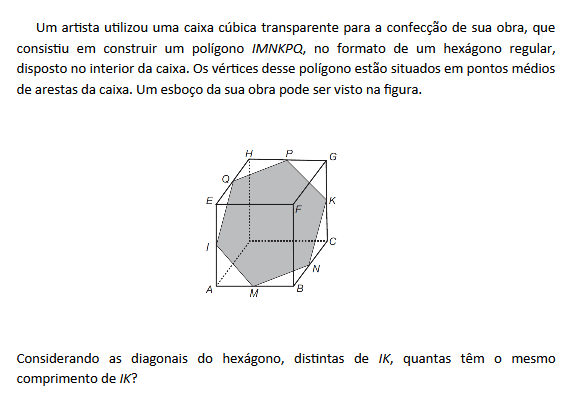 Um artista utilizou uma caixa cúbica transparente para a confecção de sua obra, que
consistiu em construir um polígono IMNKPQ, no formato de um hexágono regular,
disposto no interior da caixa. Os vértices desse polígono estão situados em pontos médios
de arestas da caixa. Um esboço da sua obra pode ser visto na figura.
H P G
Q
E F K
I C
N
A M B
Considerando as diagonais do hexágono, distintas de IK, quantas têm o mesmo
comprimento de IK?